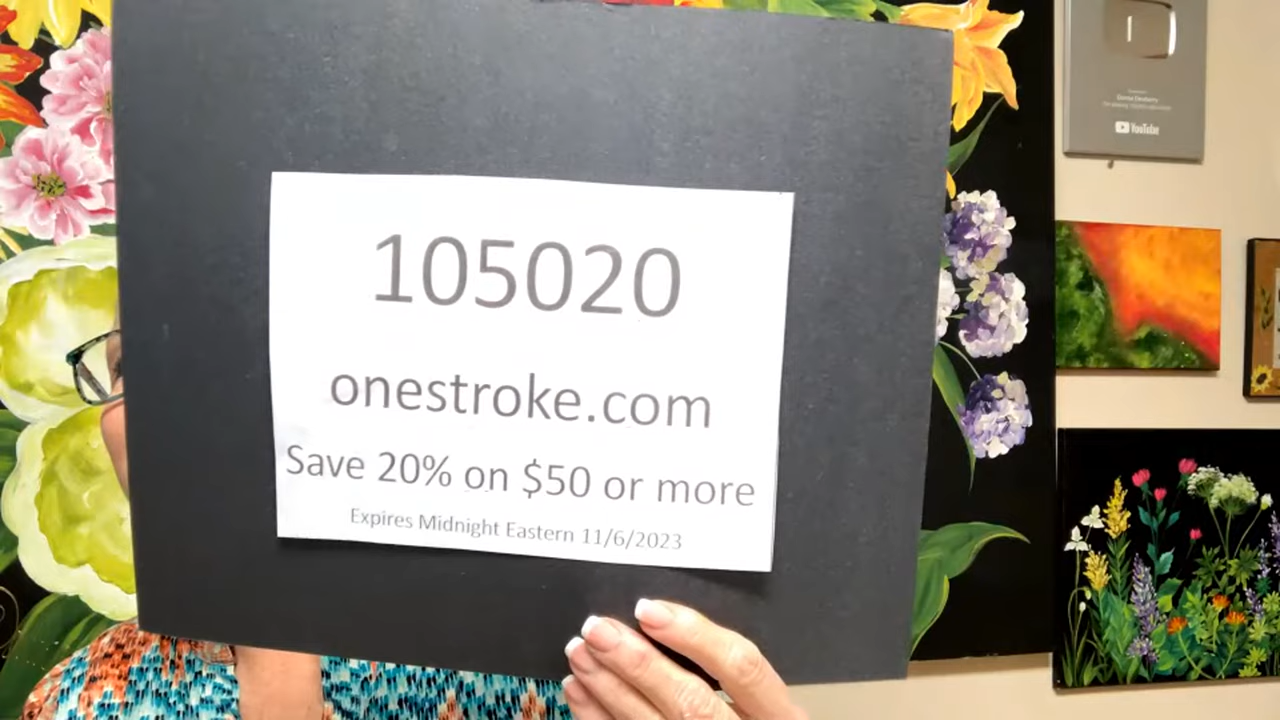 105020
onestroke.com
Save 20% on $50 or more
Expires Midnight Eastern 11/6/2023
YouTube